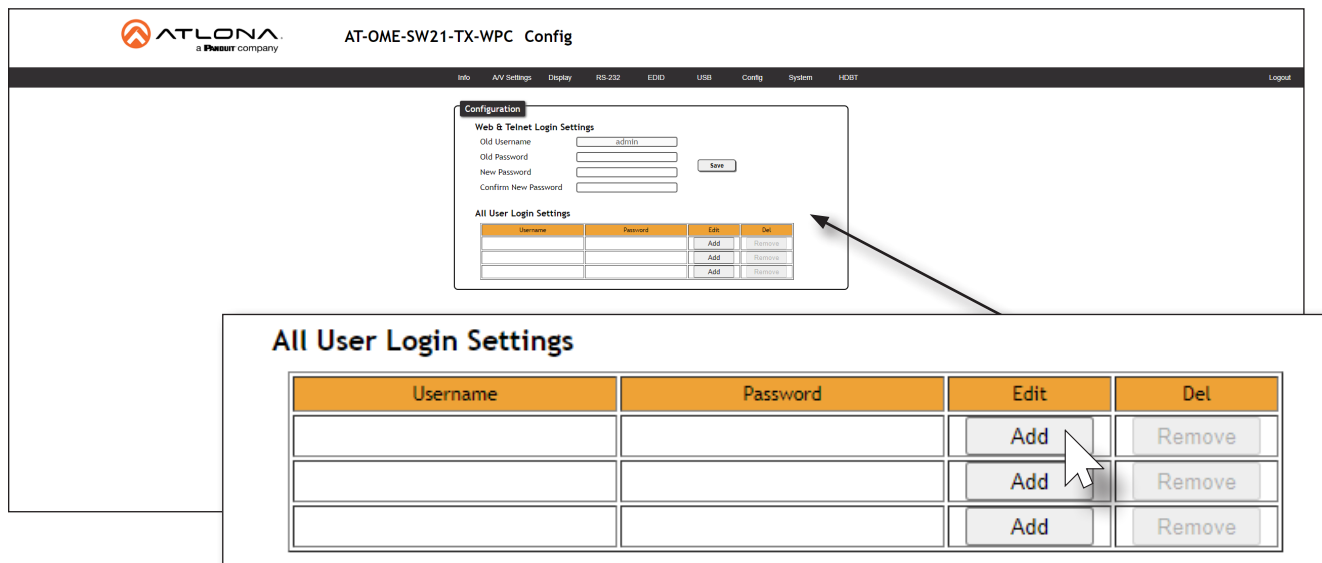 ATLONA.
a PANDUIT company
AT-OME-SW21-TX-WPC Config
Info A/V Settings Display RS-232 EDID USB Config System HDBT Logout
Configuration
Web & Telnet Login Settings
Old Username admin
Old Password
Save
New Password
Confirm New Password
All User Login Settings
Username Password Edit Del
Add Remove
Add Remove
Add Remove
All User Login Settings
Username Password Edit Del
Add Remove
Add Remove
Add Remove